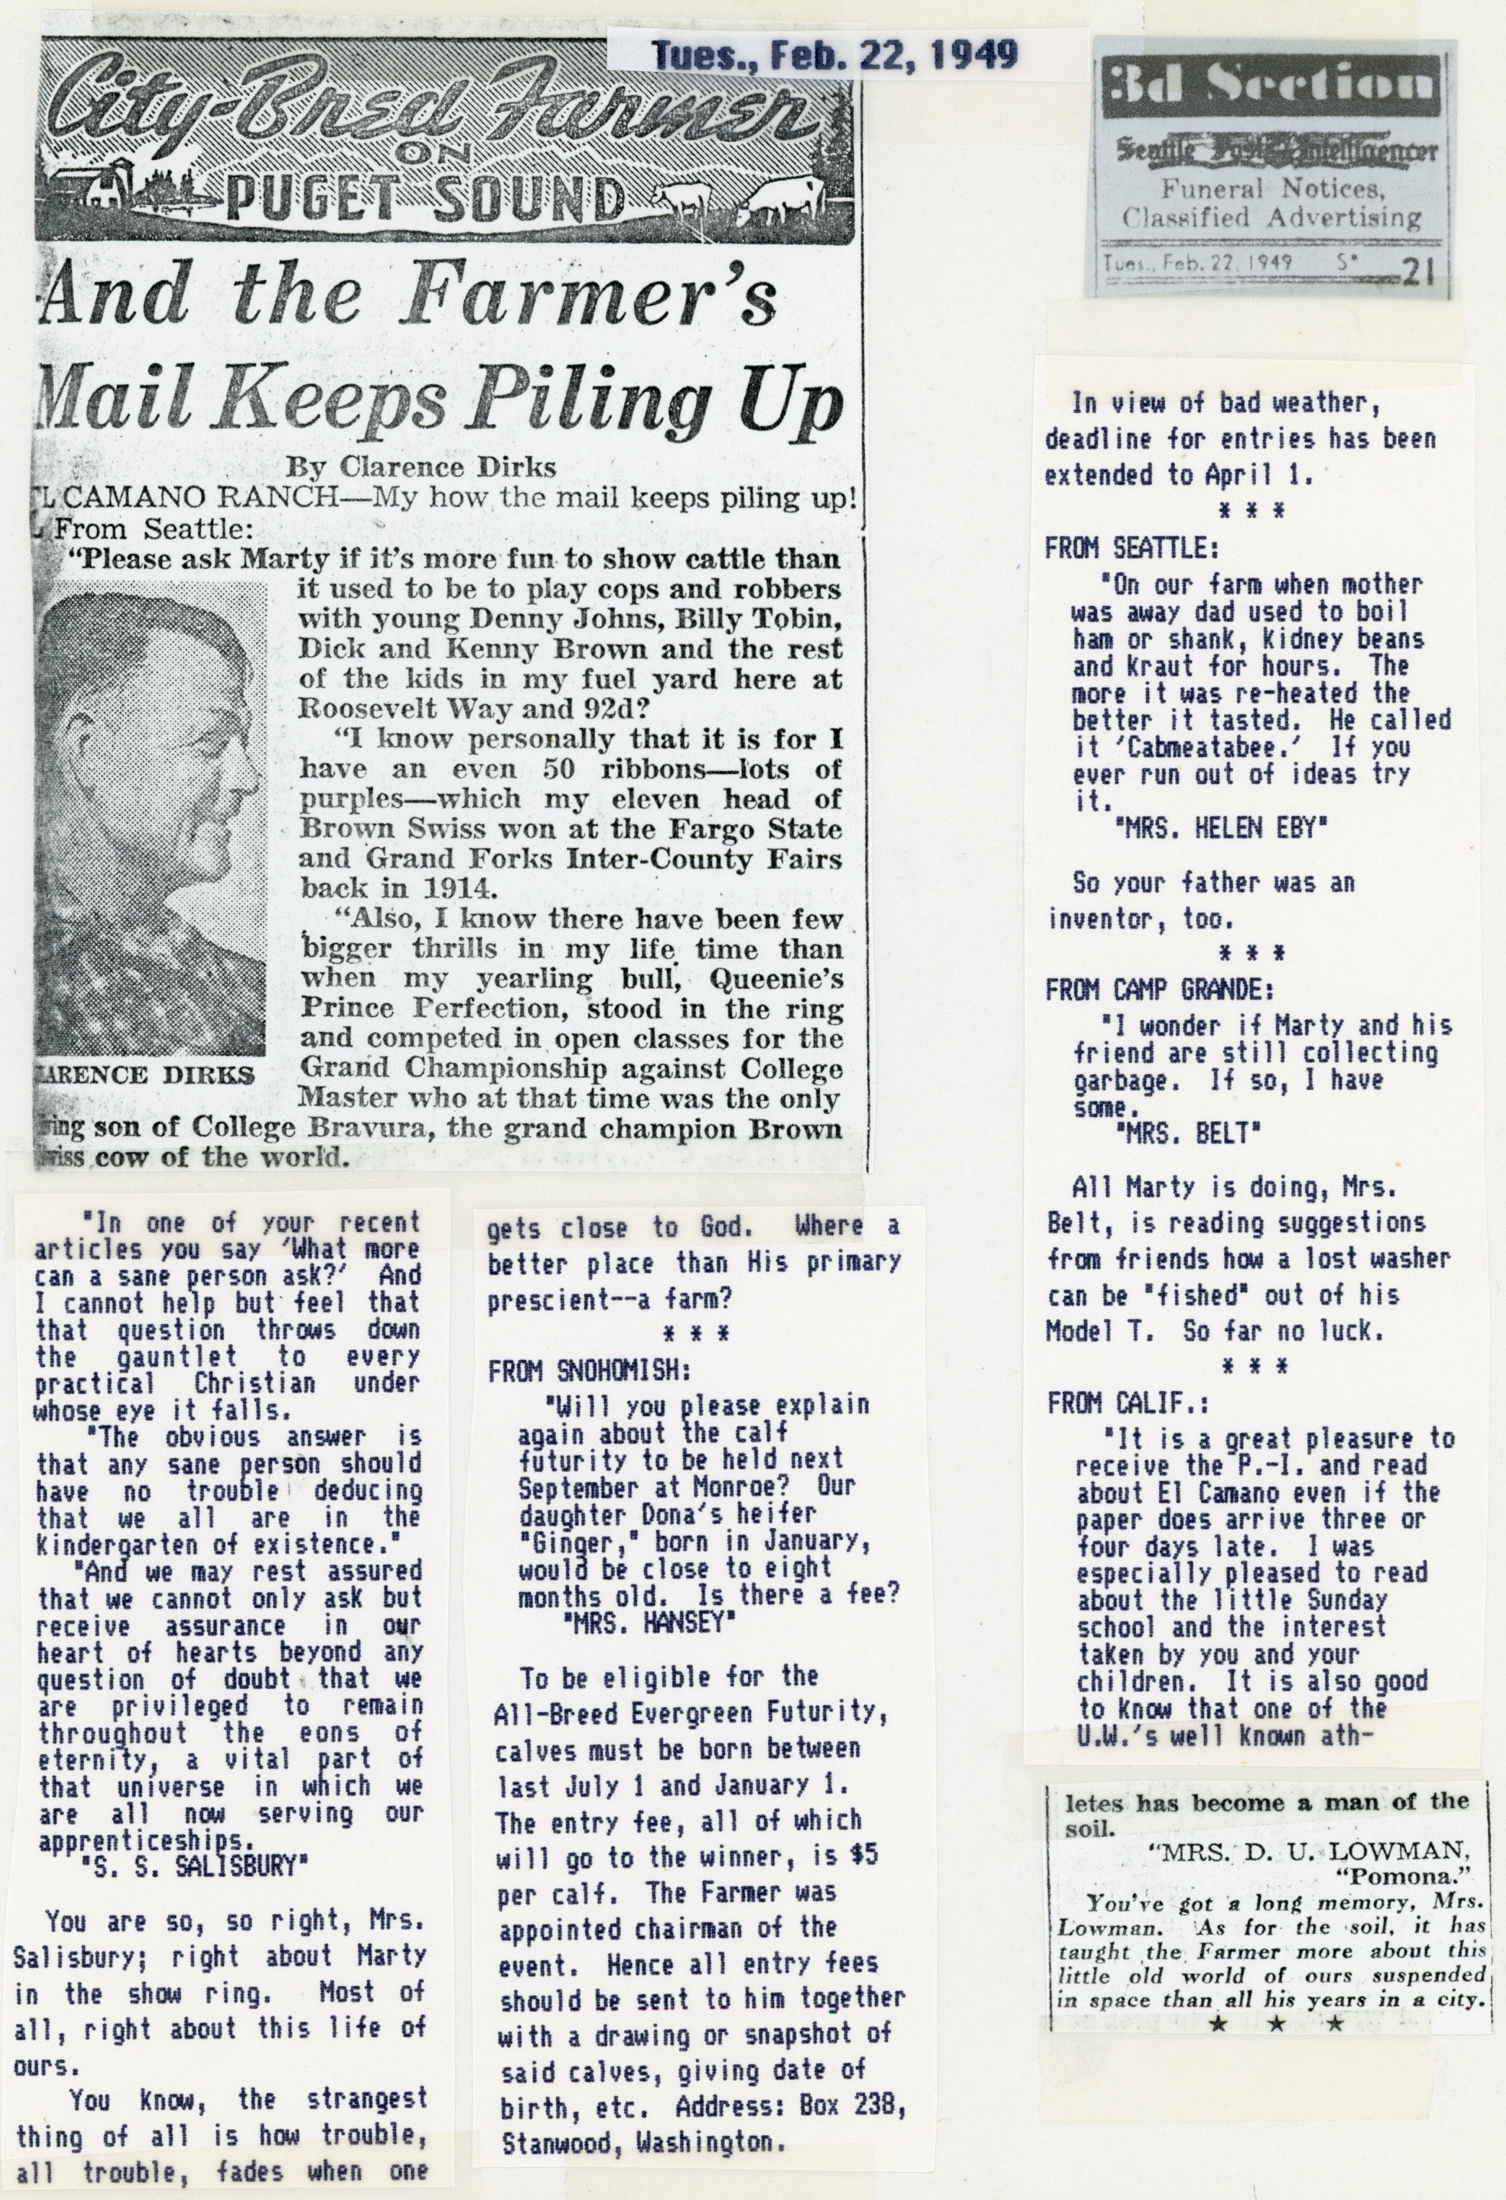 Tues., Feb. 22, 1949
City-Bred Farmer
ON
PUGET SOUND
And the Farmer's
Mail Keeps Piling Up
By Clarence Dirks
L CAMANO RANCH—My how the mail keeps piling up!
From Seattle:
"Please ask Marty if it's more fun to show cattle than
it used to be to play cops and robbers
with young Denny Johns, Billy Tobin,
Dick and Kenny Brown and the rest
of the kids in my fuel yard here at
Roosevelt Way and 92d?
"I know personally that it is for I
have an even 50 ribbons—lots of
purples—which my eleven head of
Brown Swiss won at the Fargo State
and Grand Forks Inter-County Fairs
back in 1914.
"Also, I know there have been few
bigger thrills in my life time than
when my yearling bull, Queenie's
Prince Perfection, stood in the ring
and competed in open classes for the
Grand Championship against College
Master who at that time was the only
ARENCE DIRKS
ing son of College Bravura, the grand champion Brown
iss cow of the world.
"In one of your recent
articles you say 'What more
can a sane person ask?' And
I cannot help but feel that
that question throws down
the gauntlet to every
practical Christian under
whose eye it falls.
"The obvious answer is
that any sane person should
have no trouble deducing
that we all are in the
kindergarten of existence."
"And we may rest assured
that we cannot only ask but
receive assurance in our
heart of hearts beyond any
question of doubt that we
are privileged to remain
throughout the eons of
eternity, a vital part of
that universe in which we
are all now serving our
apprenticeships.
"S. S. SALISBURY"
You are so, so right, Mrs.
Salisbury; right about Marty
in the show ring. Most of
all, right about this life of
ours.
You know, the strangest
thing of all is how trouble,
all trouble, fades when one
gets close to God. Where a
better place than His primary
prescient--a farm?
* * *
FROM SNOHOMISH:
"Will you please explain
again about the calf
futurity to be held next
September at Monroe? Our
daughter Dona's heifer
"Ginger," born in January,
would be close to eight
months old. Is there a fee?
"MRS. HANSEY"
To be eligible for the
All-Breed Evergreen Futurity,
calves must be born between
last July 1 and January 1.
The entry fee, all of which
will go to the winner, is $5
per calf. The Farmer was
appointed chairman of the
event. Hence all entry fees
should be sent to him together
with a drawing or snapshot of
said calves, giving date of
birth, etc. Address: Box 238,
Stanwood, Washington.
3d Section
Seattle Post-Intelligencer
Funeral Notices,
Classified Advertising
Tues., Feb. 22, 1949 S* 21
In view of bad weather,
deadline for entries has been
extended to April 1.
* * *
FROM SEATTLE:
"On our farm when mother
was away dad used to boil
ham or shank, kidney beans
and kraut for hours. The
more it was re-heated the
better it tasted. He called
it 'Cabmeatabee.' If you
ever run out of ideas try
it.
"MRS. HELEN EBY"
So your father was an
inventor, too.
* * *
FROM CAMP GRANDE:
"I wonder if Marty and his
friend are still collecting
garbage. If so, I have
some.
"MRS. BELT"
All Marty is doing, Mrs.
Belt, is reading suggestions
from friends how a lost washer
can be "fished" out of his
Model T. So far no luck.
* * *
FROM CALIF.:
"It is a great pleasure to
receive the P.-I. and read
about El Camano even if the
paper does arrive three or
four days late. I was
especially pleased to read
about the little Sunday
school and the interest
taken by you and your
children. It is also good
to know that one of the
U.W.'s well known ath-
letes has become a man of the
soil.
"MRS. D. U. LOWMAN,
"Pomona."
You've got a long memory, Mrs.
Lowman. As for the soil, it has
taught the Farmer more about this
little old world of ours suspended
in space than all his years in a city.
★ ★ ★